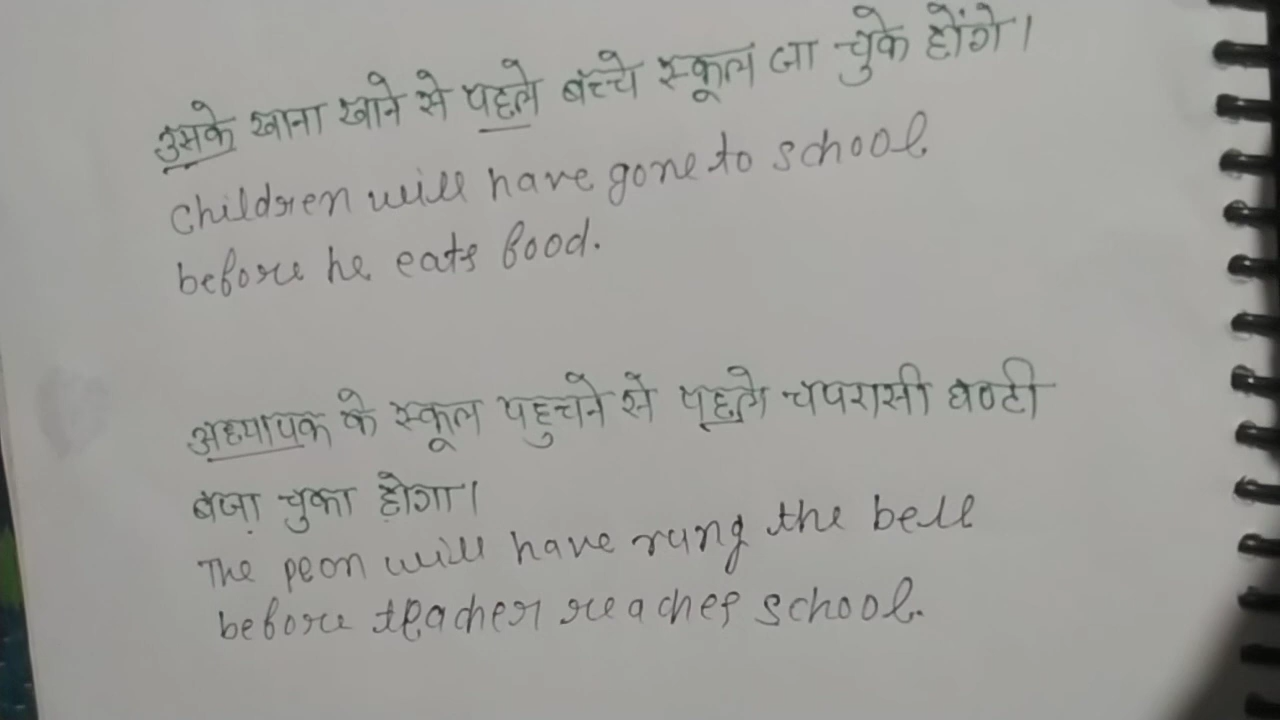 उसके खाना खाने से पहले बच्चे स्कूल जा चुके होंगे।
Children will have gone to school
before he eats food.
अध्यापक के स्कूल पहुचने से पहले चपरासी घण्टी
बजा चुका होगा।
The peon will have rung the bell
before teacher reaches school.